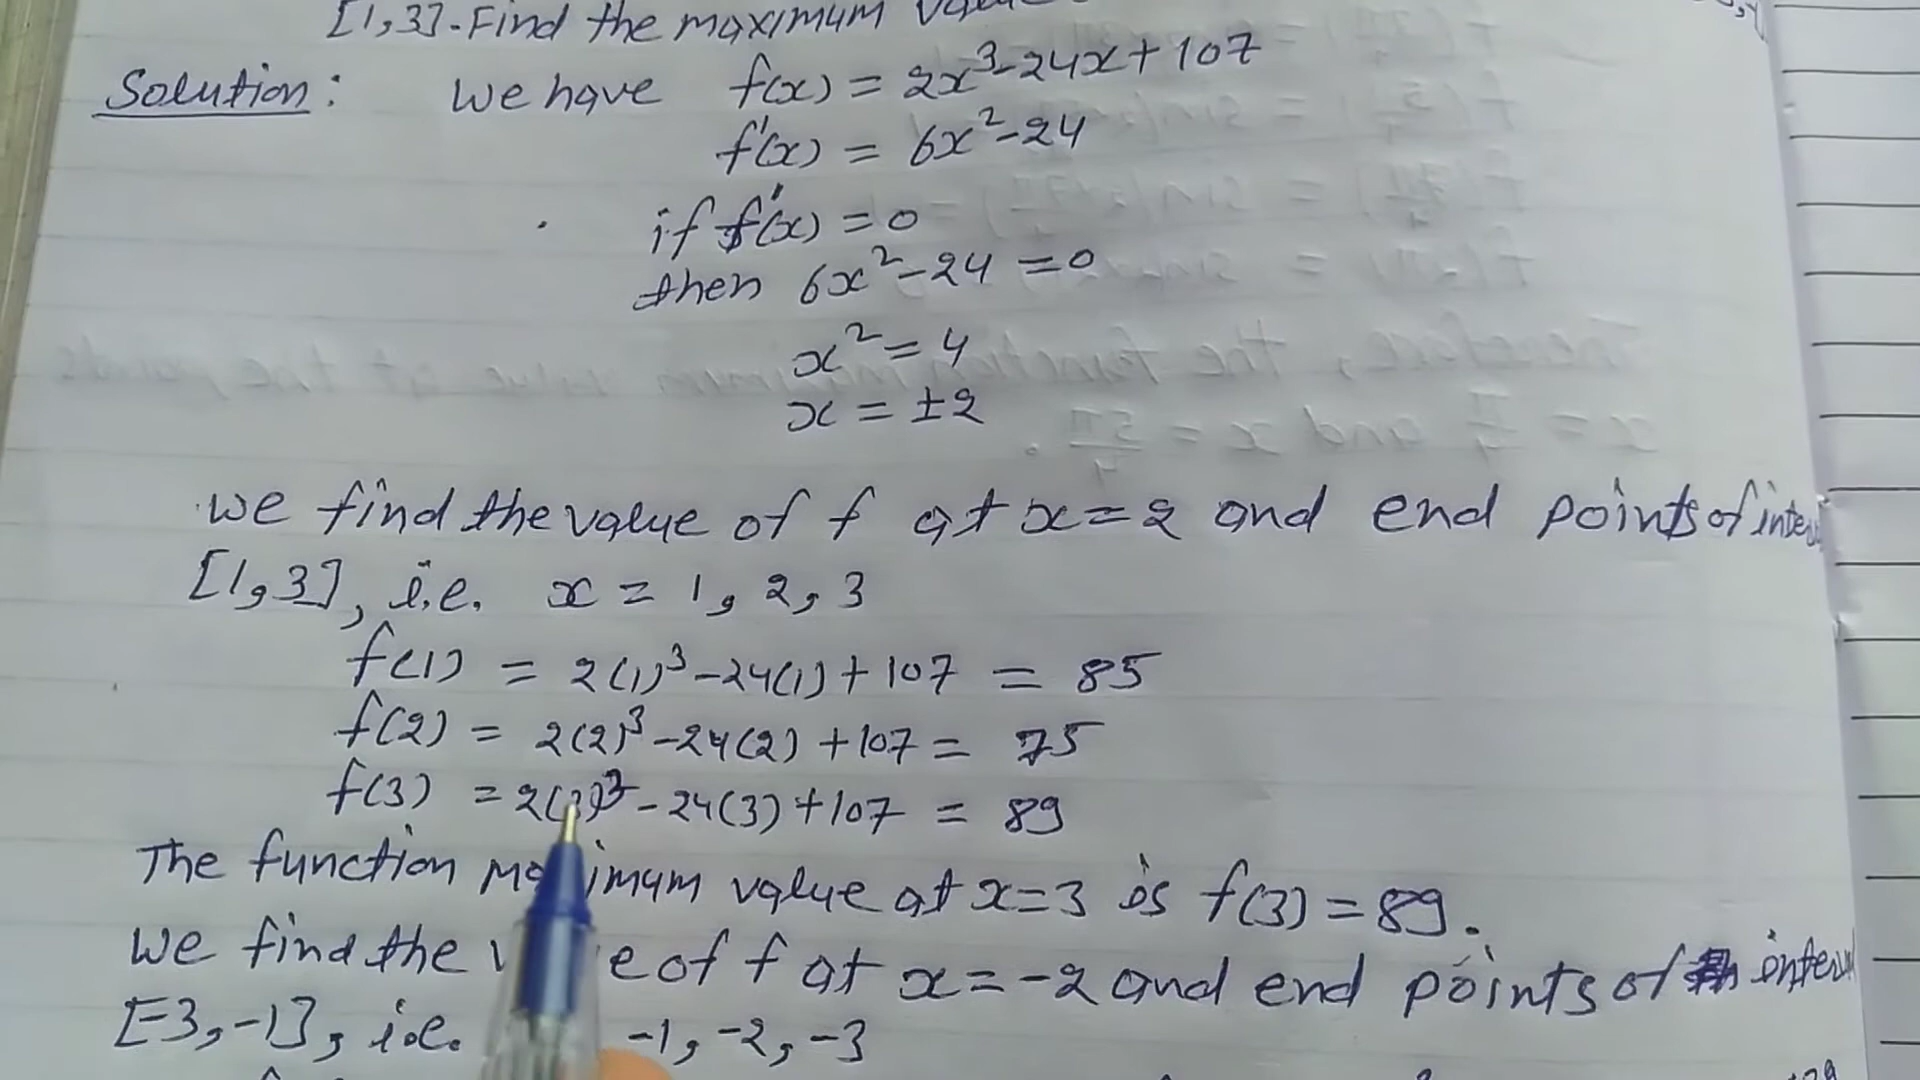 [1,3]. Find the maximum
Solution: We have f(x) = 2x³-24x+107
f'(x) = 6x²-24
if f'(x) = 0
then 6x²-24 = 0
x² = 4
x = ±2
we find the value of f at x=2 and end points of
[1,3], i.e. x = 1, 2, 3
f(1) = 2(1)³-24(1)+107 = 85
f(2) = 2(2)³-24(2)+107 = 75
f(3) = 2(3)³-24(3)+107 = 89
The function maximum value at x=3 is f(3)=89.
We find the of f at x=-2 and end points of
[-3,-1], i.e. -1, -2, -3